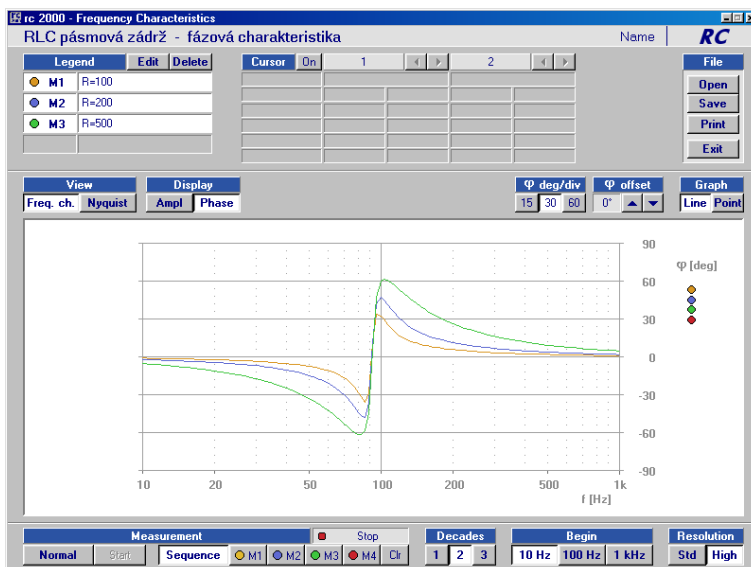 rc 2000 - Frequency Characteristics
RLC pásmová zádrž - fázová charakteristika Name RC
Legend Edit Delete Cursor On 1 2 File
M1 R=100
M2 R=200
M3 R=500
Open
Save
Print
Exit
View Display φ deg/div φ offset Graph
Freq. ch. Nyquist Ampl Phase 15 30 60 0° Line Point
90
φ [deg]
60
30
0
-30
-60
-90
10 20 50 100 200 500 1k
f [Hz]
Measurement Stop Decades Begin Resolution
Normal Start Sequence M1 M2 M3 M4 Clr 1 2 3 10 Hz 100 Hz 1 kHz Std High